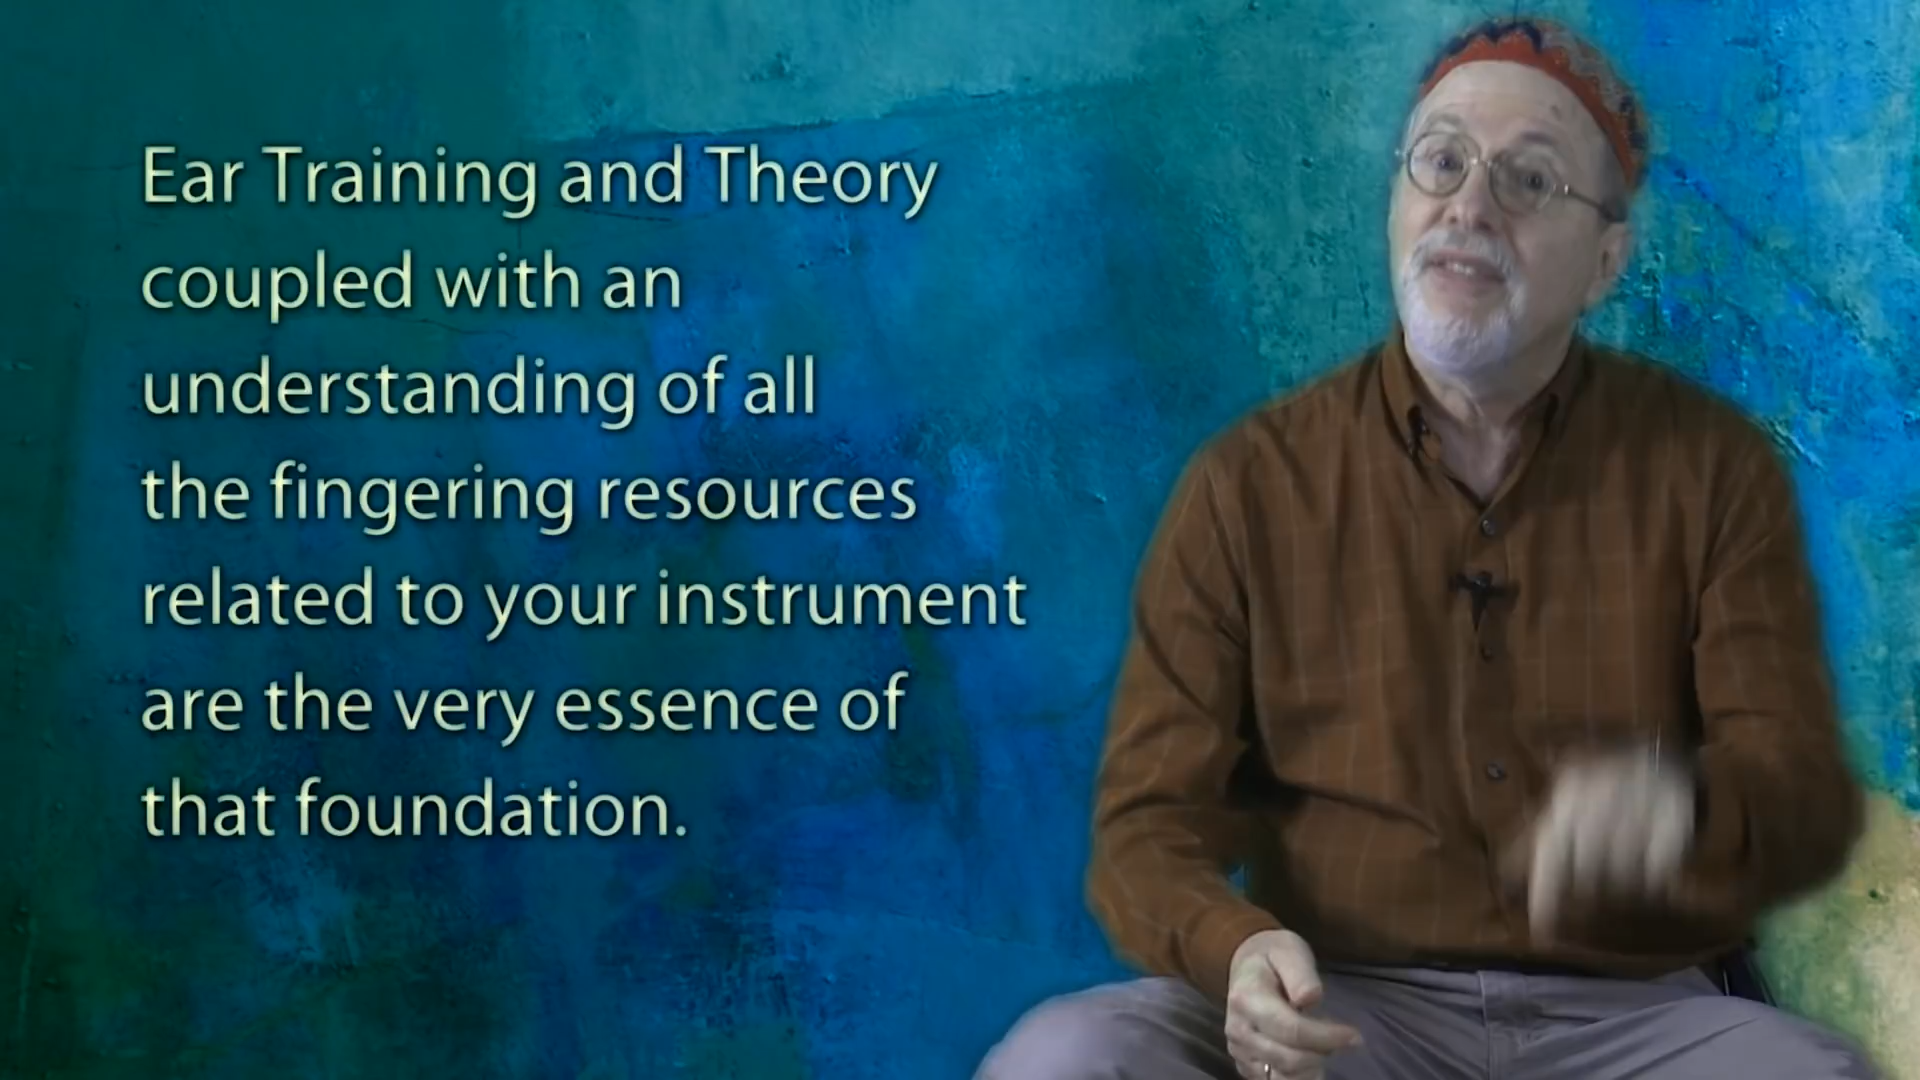 Ear Training and Theory
coupled with an
understanding of all
the fingering resources
related to your instrument
are the very essence of
that foundation.